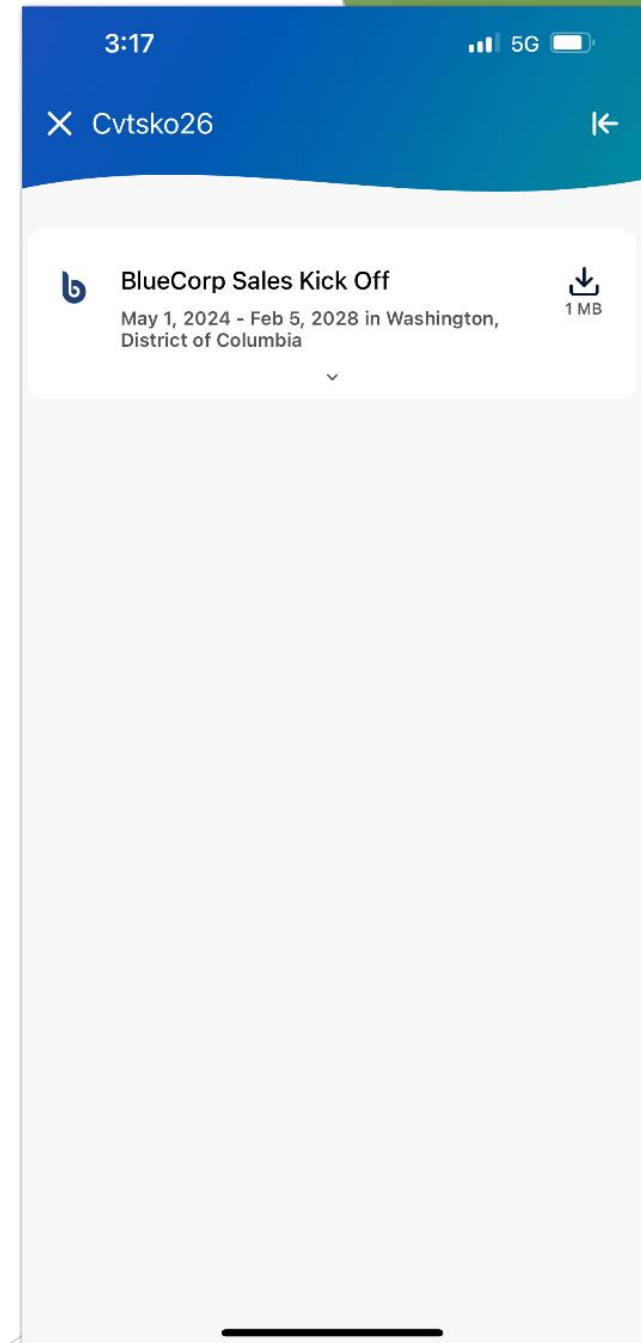 3:17
5G
Cvtsko26
BlueCorp Sales Kick Off
1 MB
May 1, 2024 - Feb 5, 2028 in Washington,
District of Columbia